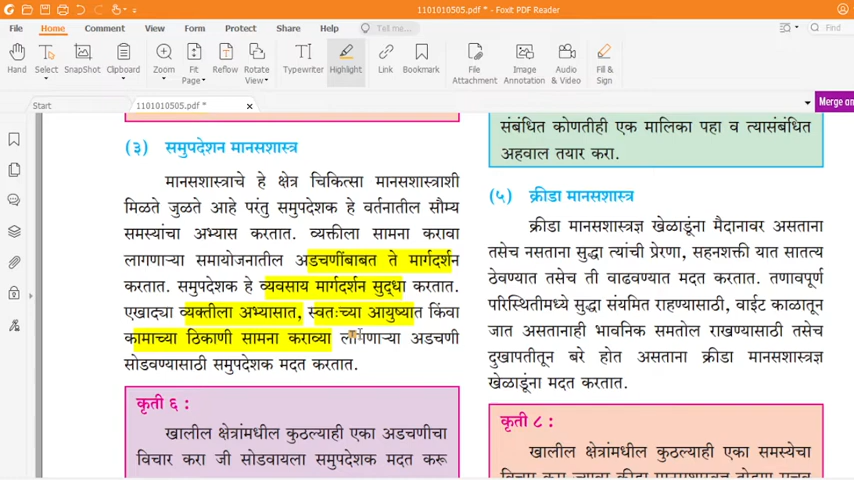 1101010505.pdf * - Foxit PDF Reader
File Home Comment View Form Protect Share Help Tell me... Find
Hand Select SnapShot Clipboard Zoom Fit Page Reflow Rotate View Typewriter Highlight Link Bookmark File Attachment Image Annotation Audio & Video Fill & Sign
Start 1101010505.pdf * Merge an
(३) समुपदेशन मानसशास्त्र
मानसशास्त्राचे हे क्षेत्र चिकित्सा मानसशास्त्राशी
मिळते जुळते आहे परंतु समुपदेशक हे वर्तनातील सौम्य
समस्यांचा अभ्यास करतात. व्यक्तीला सामना करावा
लागणाऱ्या समायोजनातील अडचणींबाबत ते मार्गदर्शन
करतात. समुपदेशक हे व्यवसाय मार्गदर्शन सुद्धा करतात.
एखाद्या व्यक्तीला अभ्यासात, स्वतःच्या आयुष्यात किंवा
कामाच्या ठिकाणी सामना कराव्या लागणाऱ्या अडचणी
सोडवण्यासाठी समुपदेशक मदत करतात.
कृती ६ :
खालील क्षेत्रांमधील कुठल्याही एका अडचणीचा
विचार करा जी सोडवायला समुपदेशक मदत करू
संबंधित कोणतीही एक मालिका पहा व त्यासंबंधित
अहवाल तयार करा.
(५) क्रीडा मानसशास्त्र
क्रीडा मानसशास्त्रज्ञ खेळाडूंना मैदानावर असताना
तसेच नसताना सुद्धा त्यांची प्रेरणा, सहनशक्ती यात सातत्य
ठेवण्यात तसेच ती वाढवण्यात मदत करतात. तणावपूर्ण
परिस्थितीमध्ये सुद्धा संयमित राहण्यासाठी, वाईट काळातून
जात असतानाही भावनिक समतोल राखण्यासाठी तसेच
दुखापतीतून बरे होत असताना क्रीडा मानसशास्त्रज्ञ
खेळाडूंना मदत करतात.
कृती ८ :
खालील क्षेत्रांमधील कुठल्याही एका समस्येचा